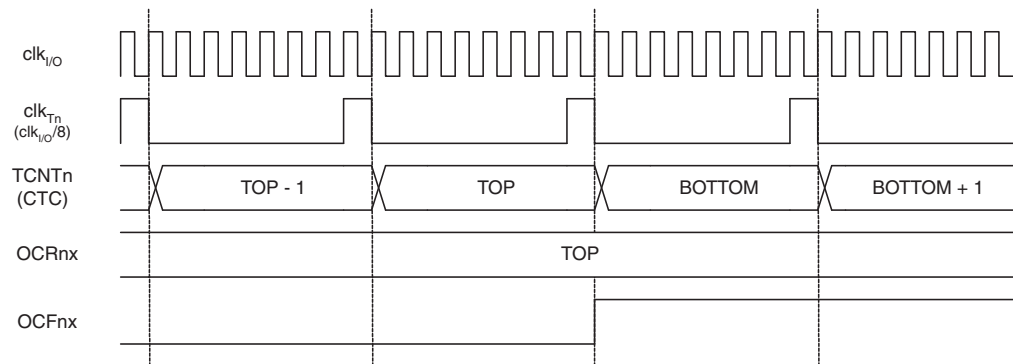 clkI/O
clkTn
(clkI/O/8)
TCNTn
(CTC)
TOP - 1
TOP
BOTTOM
BOTTOM + 1
OCRnx
TOP
OCFnx